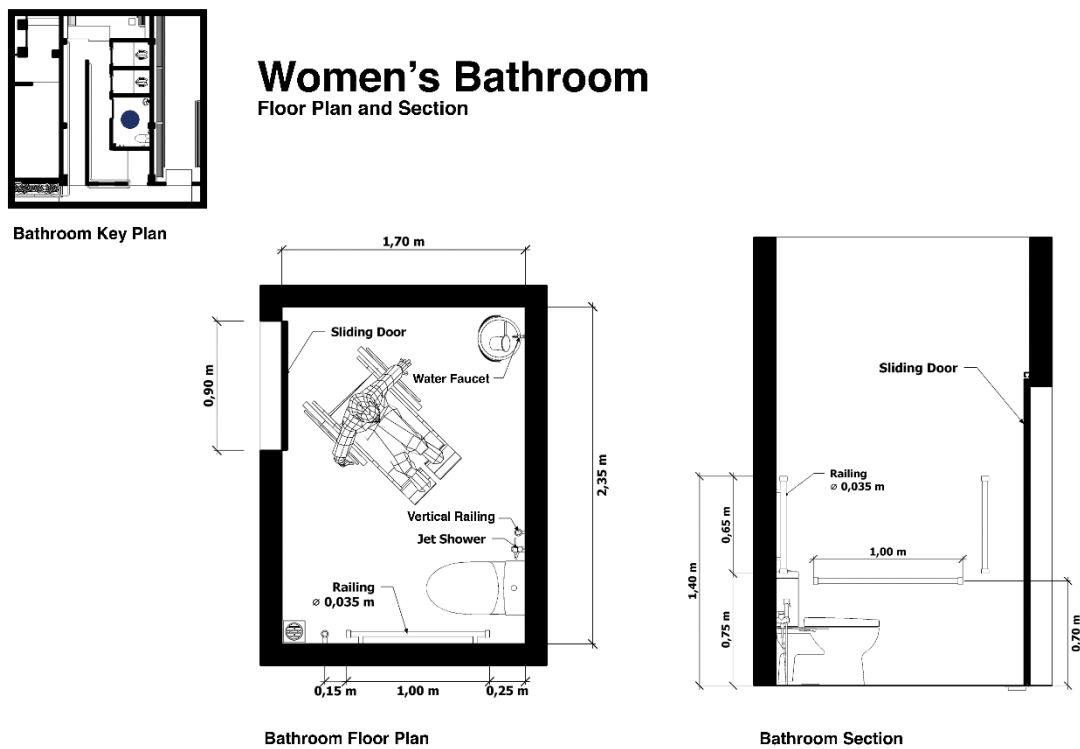 Women's Bathroom
Floor Plan and Section
Bathroom Key Plan
1,70 m
0,90 m
Sliding Door
Water Faucet
2,35 m
Vertical Railing
Jet Shower
Railing
⌀ 0,035 m
0,15 m
1,00 m
0,25 m
Bathroom Floor Plan
Sliding Door
Railing
⌀ 0,035 m
0,65 m
1,00 m
1,40 m
0,75 m
0,70 m
Bathroom Section